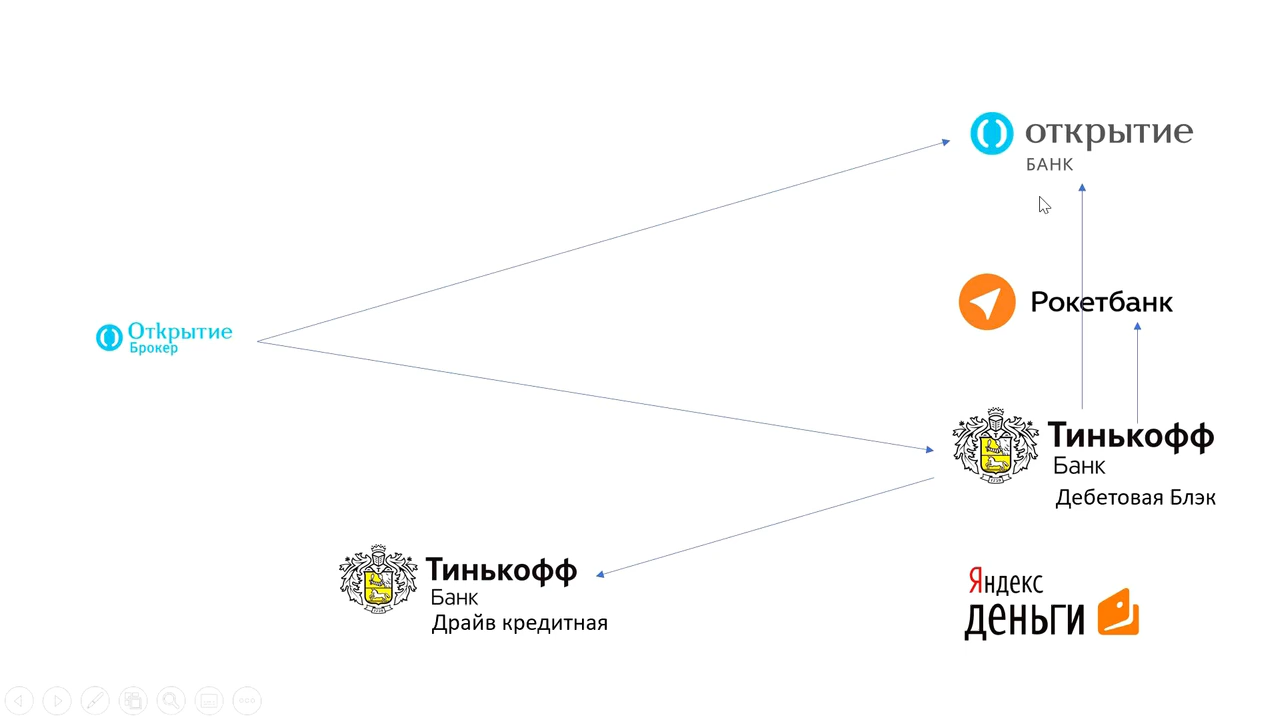 открытие
БАНК
Рокетбанк
Открытие
Брокер
Тинькофф
Банк
Дебетовая Блэк
Тинькофф
Банк
Драйв кредитная
Яндекс
деньги